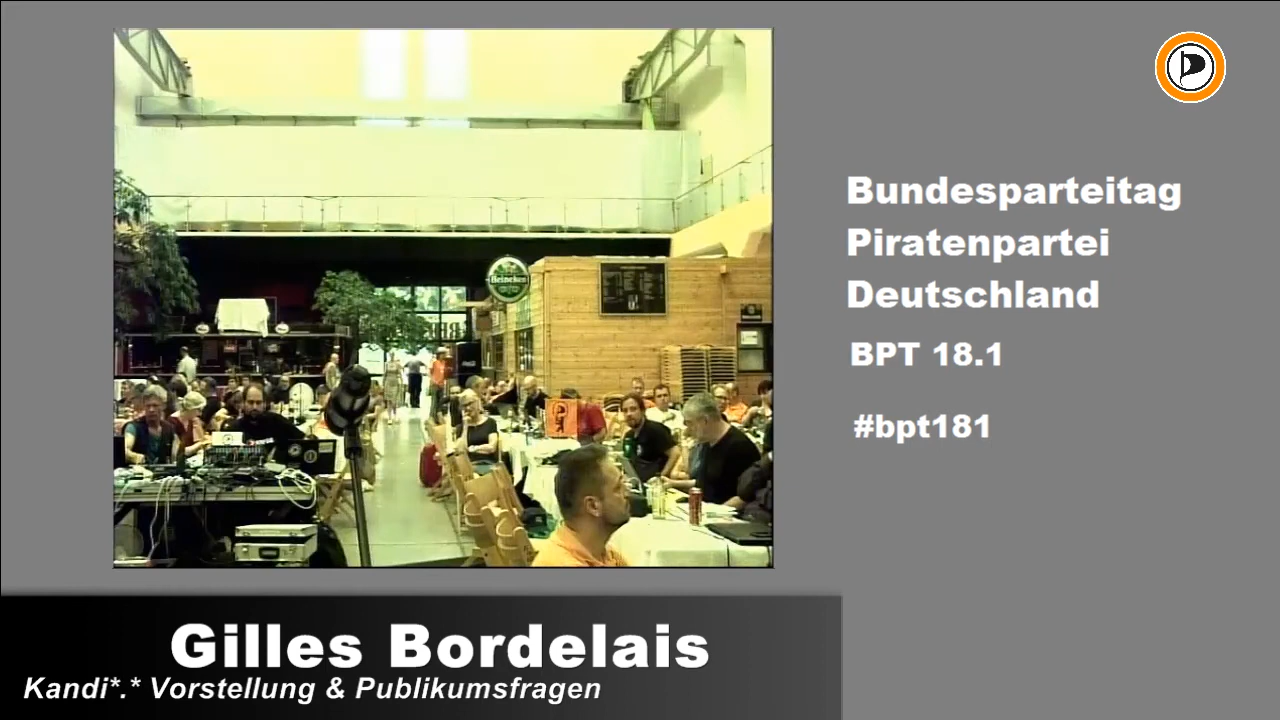 Heineken
Bundesparteitag
Piratenpartei
Deutschland
BPT 18.1
#bpt181
Gilles Bordelais
Kandi*.* Vorstellung & Publikumsfragen